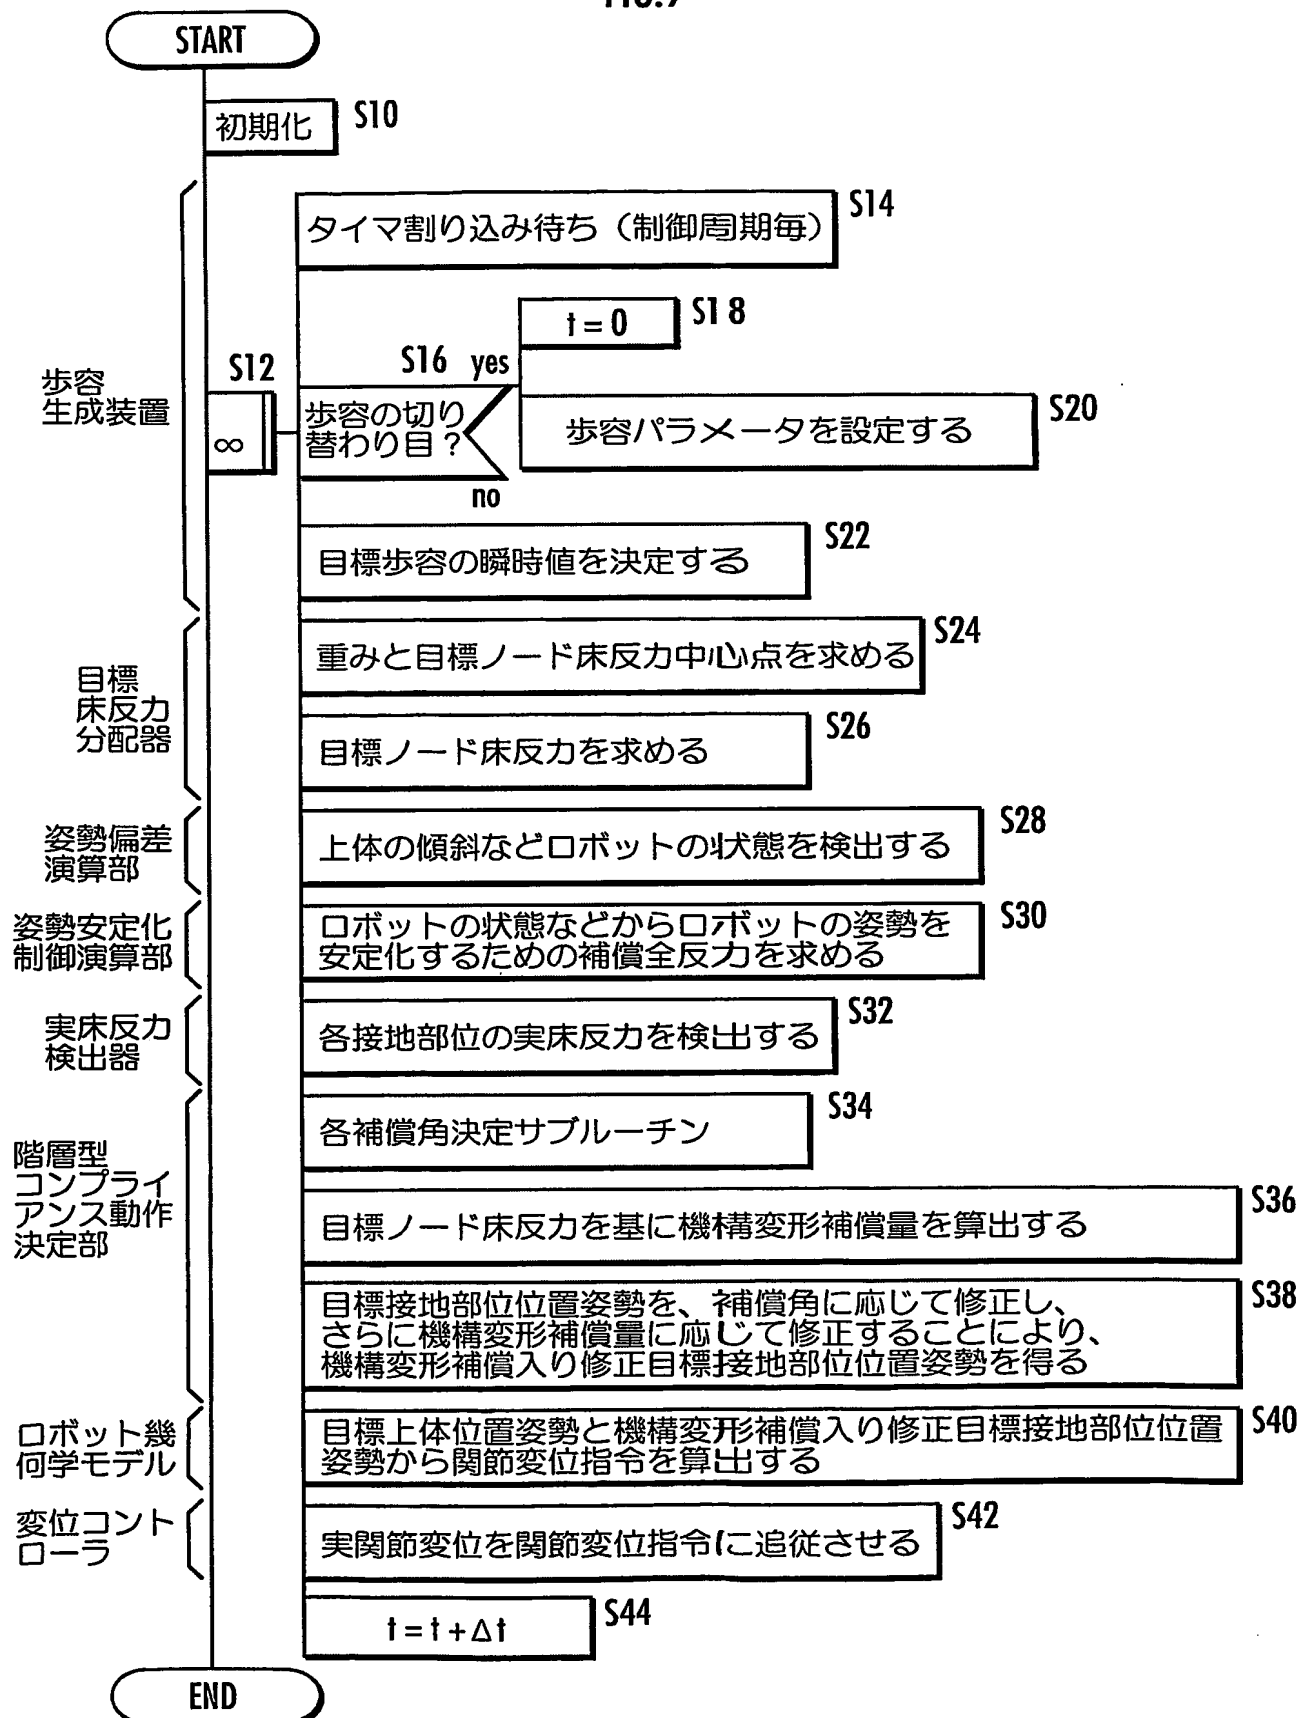 START
初期化
S10
タイマ割り込み待ち（制御周期毎）
S14
t = 0
S18
S12
S16 yes
歩容
生成装置
∞
歩容の切り
替わり目？
no
歩容パラメータを設定する
S20
目標歩容の瞬時値を決定する
S22
目標
床反力
分配器
重みと目標ノード床反力中心点を求める
S24
目標ノード床反力を求める
S26
姿勢偏差
演算部
上体の傾斜などロボットの状態を検出する
S28
姿勢安定化
制御演算部
ロボットの状態などからロボットの姿勢を
安定化するための補償全反力を求める
S30
実床反力
検出器
各接地部位の実床反力を検出する
S32
階層型
コンプライ
アンス動作
決定部
各補償角決定サブルーチン
S34
目標ノード床反力を基に機構変形補償量を算出する
S36
目標接地部位位置姿勢を、補償角に応じて修正し、
さらに機構変形補償量に応じて修正することにより、
機構変形補償入り修正目標接地部位位置姿勢を得る
S38
ロボット幾
何学モデル
目標上体位置姿勢と機構変形補償入り修正目標接地部位位置
姿勢から関節変位指令を算出する
S40
変位コント
ローラ
実関節変位を関節変位指令に追従させる
S42
t = t + Δt
S44
END